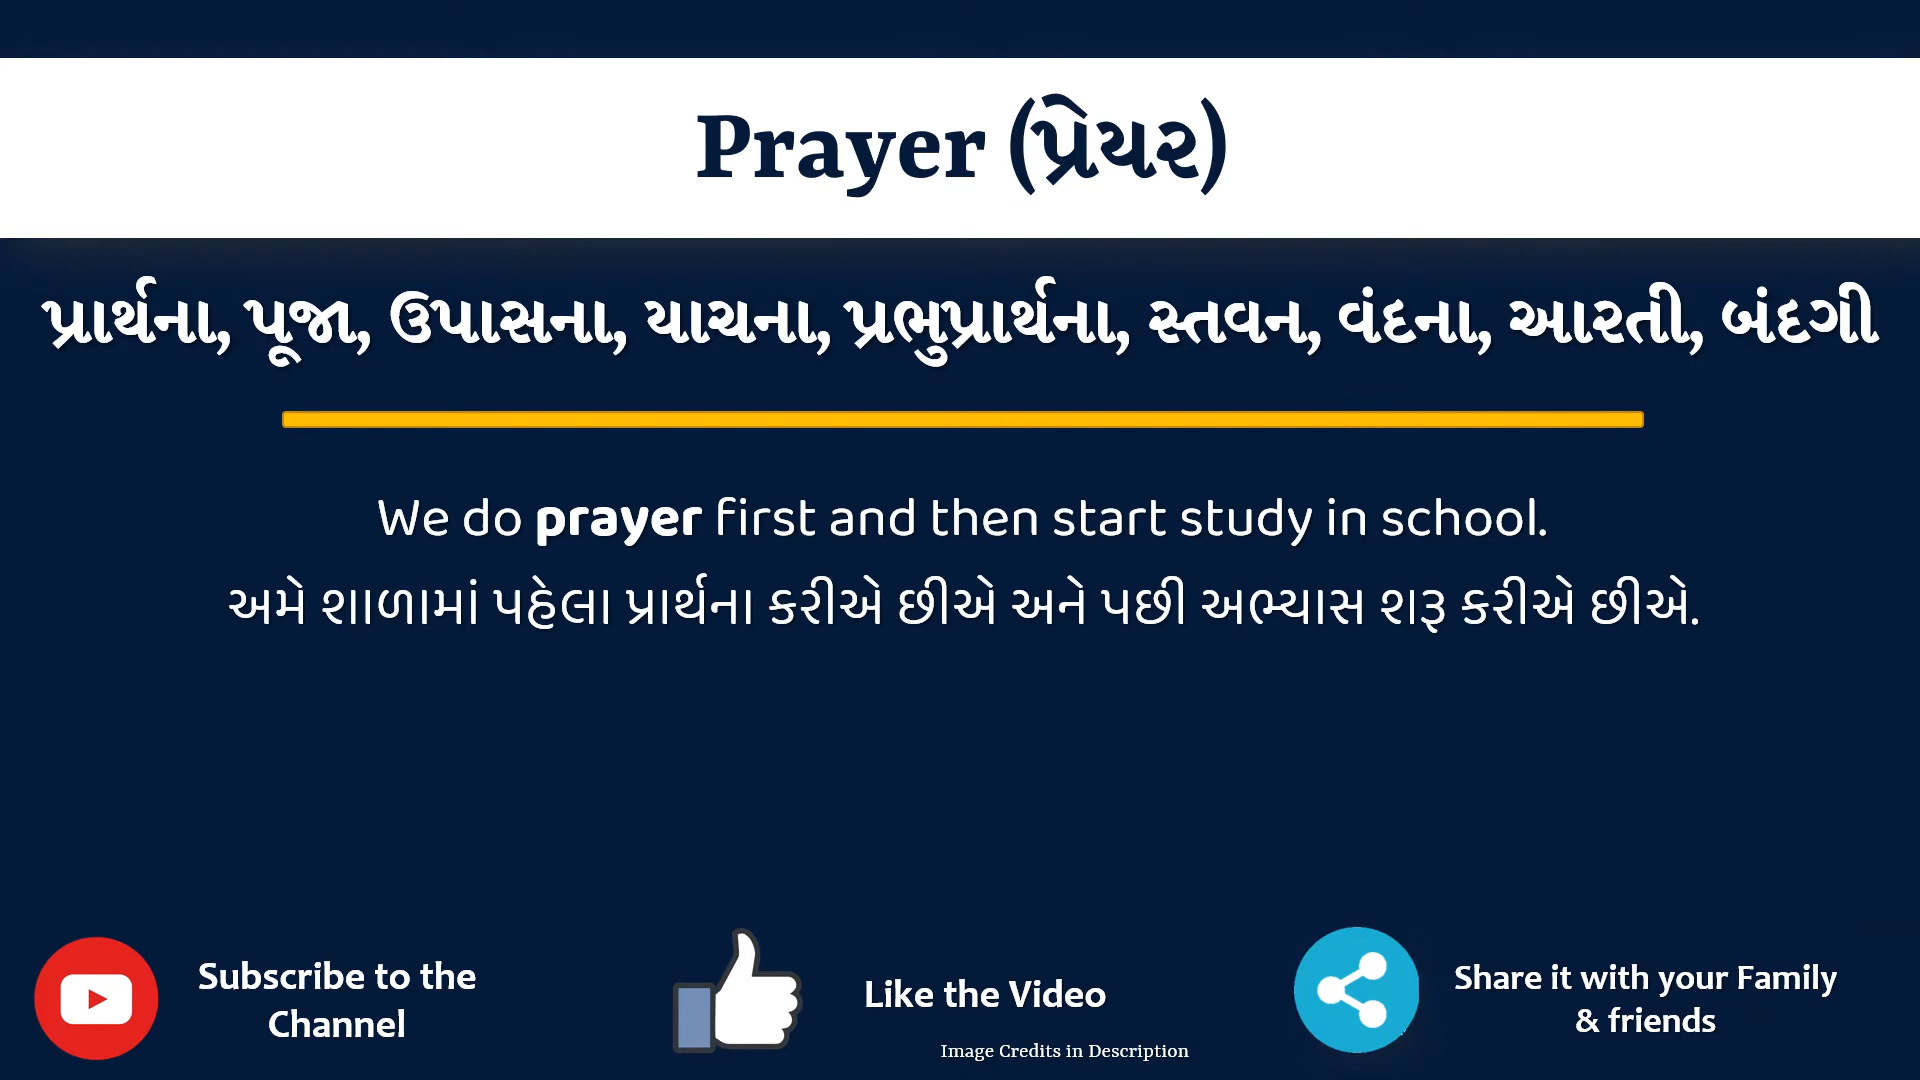 Prayer (પ્રેયર)
પ્રાર્થના, પૂજા, ઉપાસના, યાચના, પ્રભુપ્રાર્થના, સ્તવન, વંદના, આરતી, બંદગી
We do prayer first and then start study in school.
અમે શાળામાં પહેલા પ્રાર્થના કરીએ છીએ અને પછી અભ્યાસ શરૂ કરીએ છીએ.
Subscribe to the
Channel
Like the Video
Share it with your Family
& friends
Image Credits in Description